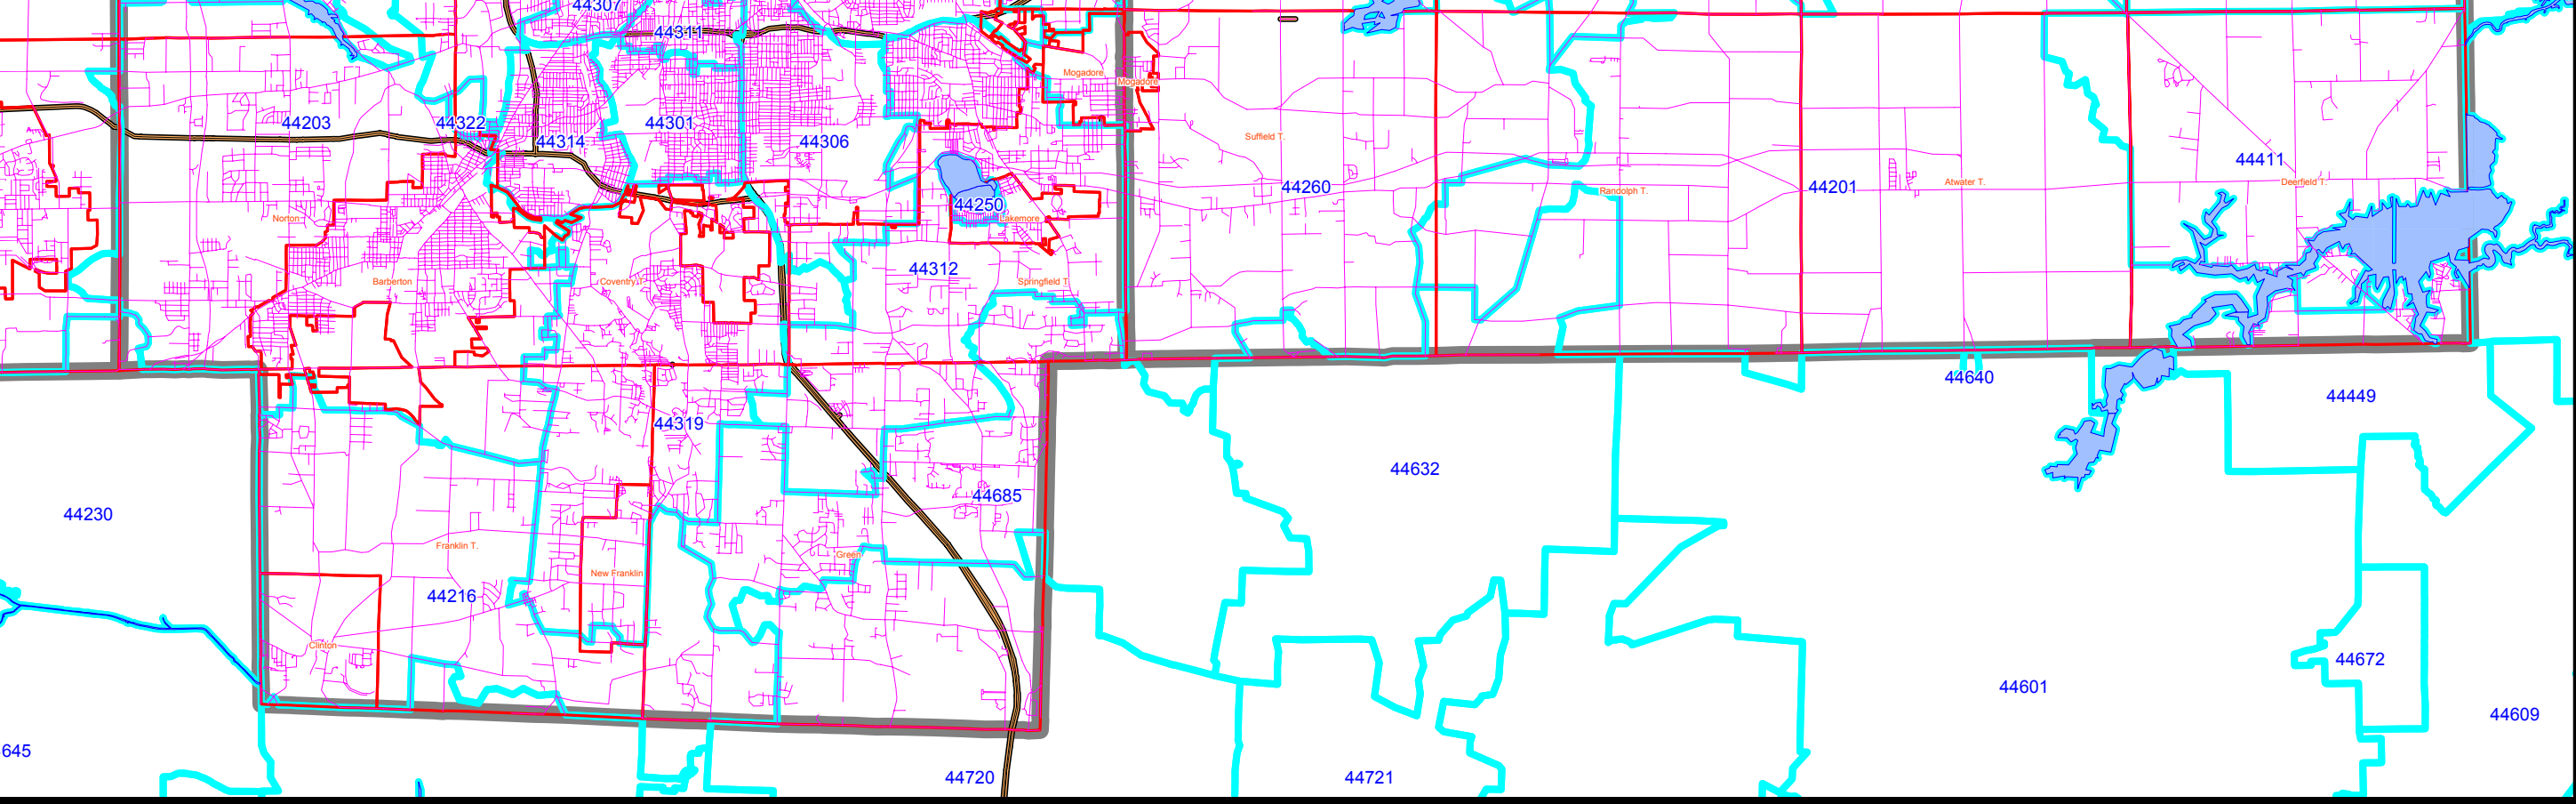 44307
44311
Mogadore
Mogadore
44203
44322
44301
44314
44306
Suffield T.
44411
44260
Randolph T.
44201
Atwater T.
Deerfield T.
44250
Norton
Lakemore
44312
Barberton
Coventry T.
Springfield T.
44640
44449
44319
44632
44685
44230
Franklin T.
Green
New Franklin
44216
Clinton
44672
44601
44609
645
44720
44721